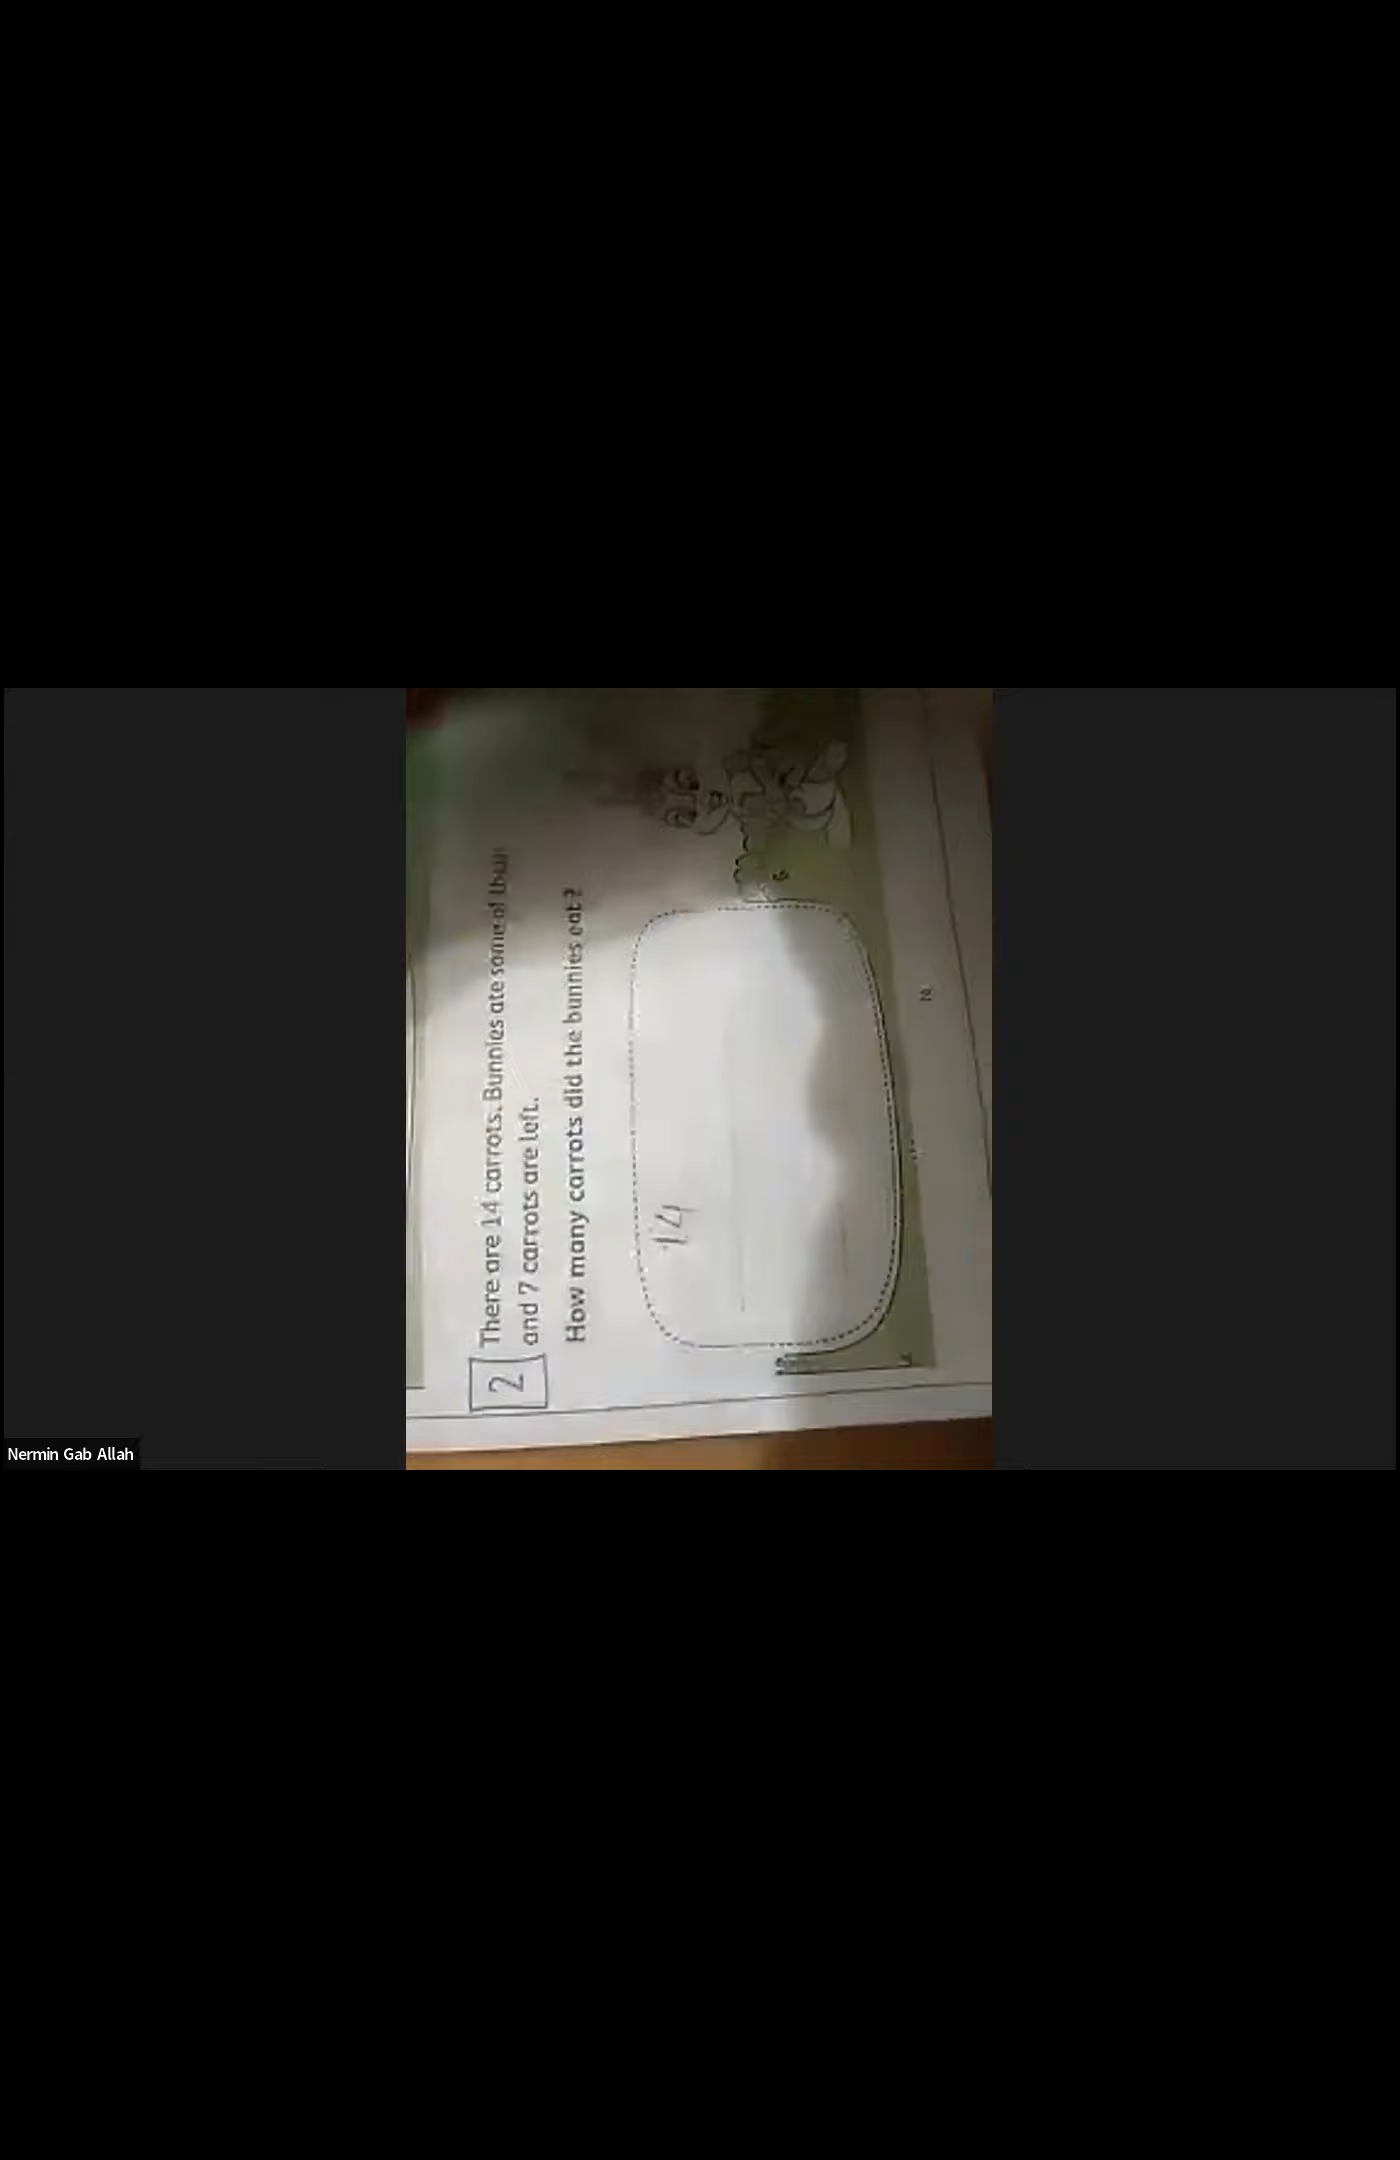 2
There are 14 carrots. Bunnies ate some of them
and 7 carrots are left.
How many carrots did the bunnies eat?
14
Nermin Gab Allah